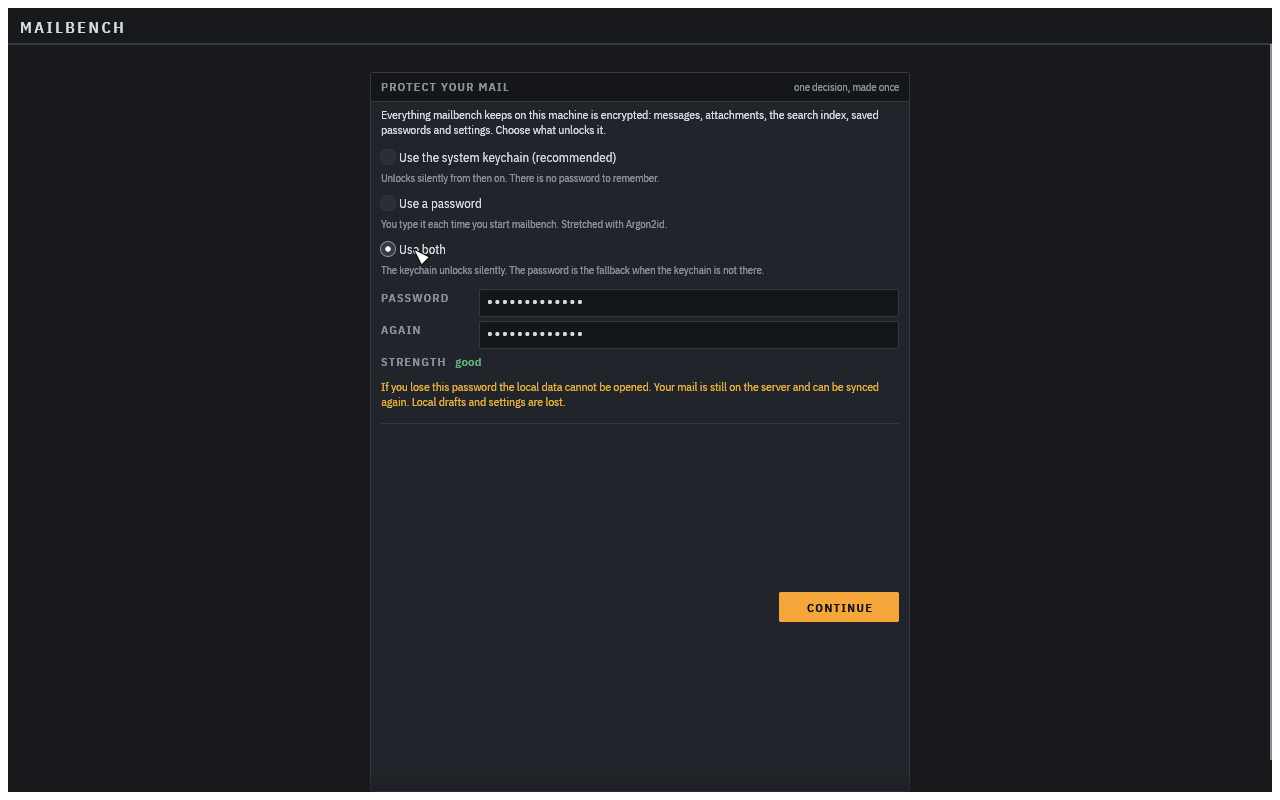 MAILBENCH
PROTECT YOUR MAIL
one decision, made once
Everything mailbench keeps on this machine is encrypted: messages, attachments, the search index, saved
passwords and settings. Choose what unlocks it.
Use the system keychain (recommended)
Unlocks silently from then on. There is no password to remember.
Use a password
You type it each time you start mailbench. Stretched with Argon2id.
Use both
The keychain unlocks silently. The password is the fallback when the keychain is not there.
PASSWORD •••••••••••••
AGAIN •••••••••••••
STRENGTH good
If you lose this password the local data cannot be opened. Your mail is still on the server and can be synced
again. Local drafts and settings are lost.
CONTINUE